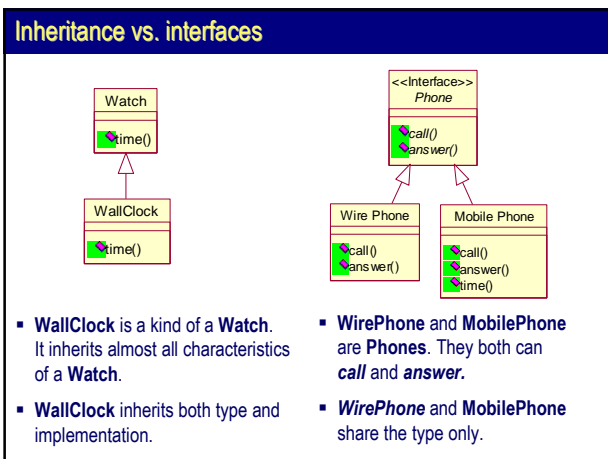 Inheritance vs. interfaces
Watch
time()
WallClock
time()
<<Interface>>
Phone
call()
answer()
Wire Phone
call()
answer()
Mobile Phone
call()
answer()
time()
▪ WallClock is a kind of a Watch.
It inherits almost all characteristics
of a Watch.
▪ WallClock inherits both type and
implementation.
▪ WirePhone and MobilePhone
are Phones. They both can
call and answer.
▪ WirePhone and MobilePhone
share the type only.